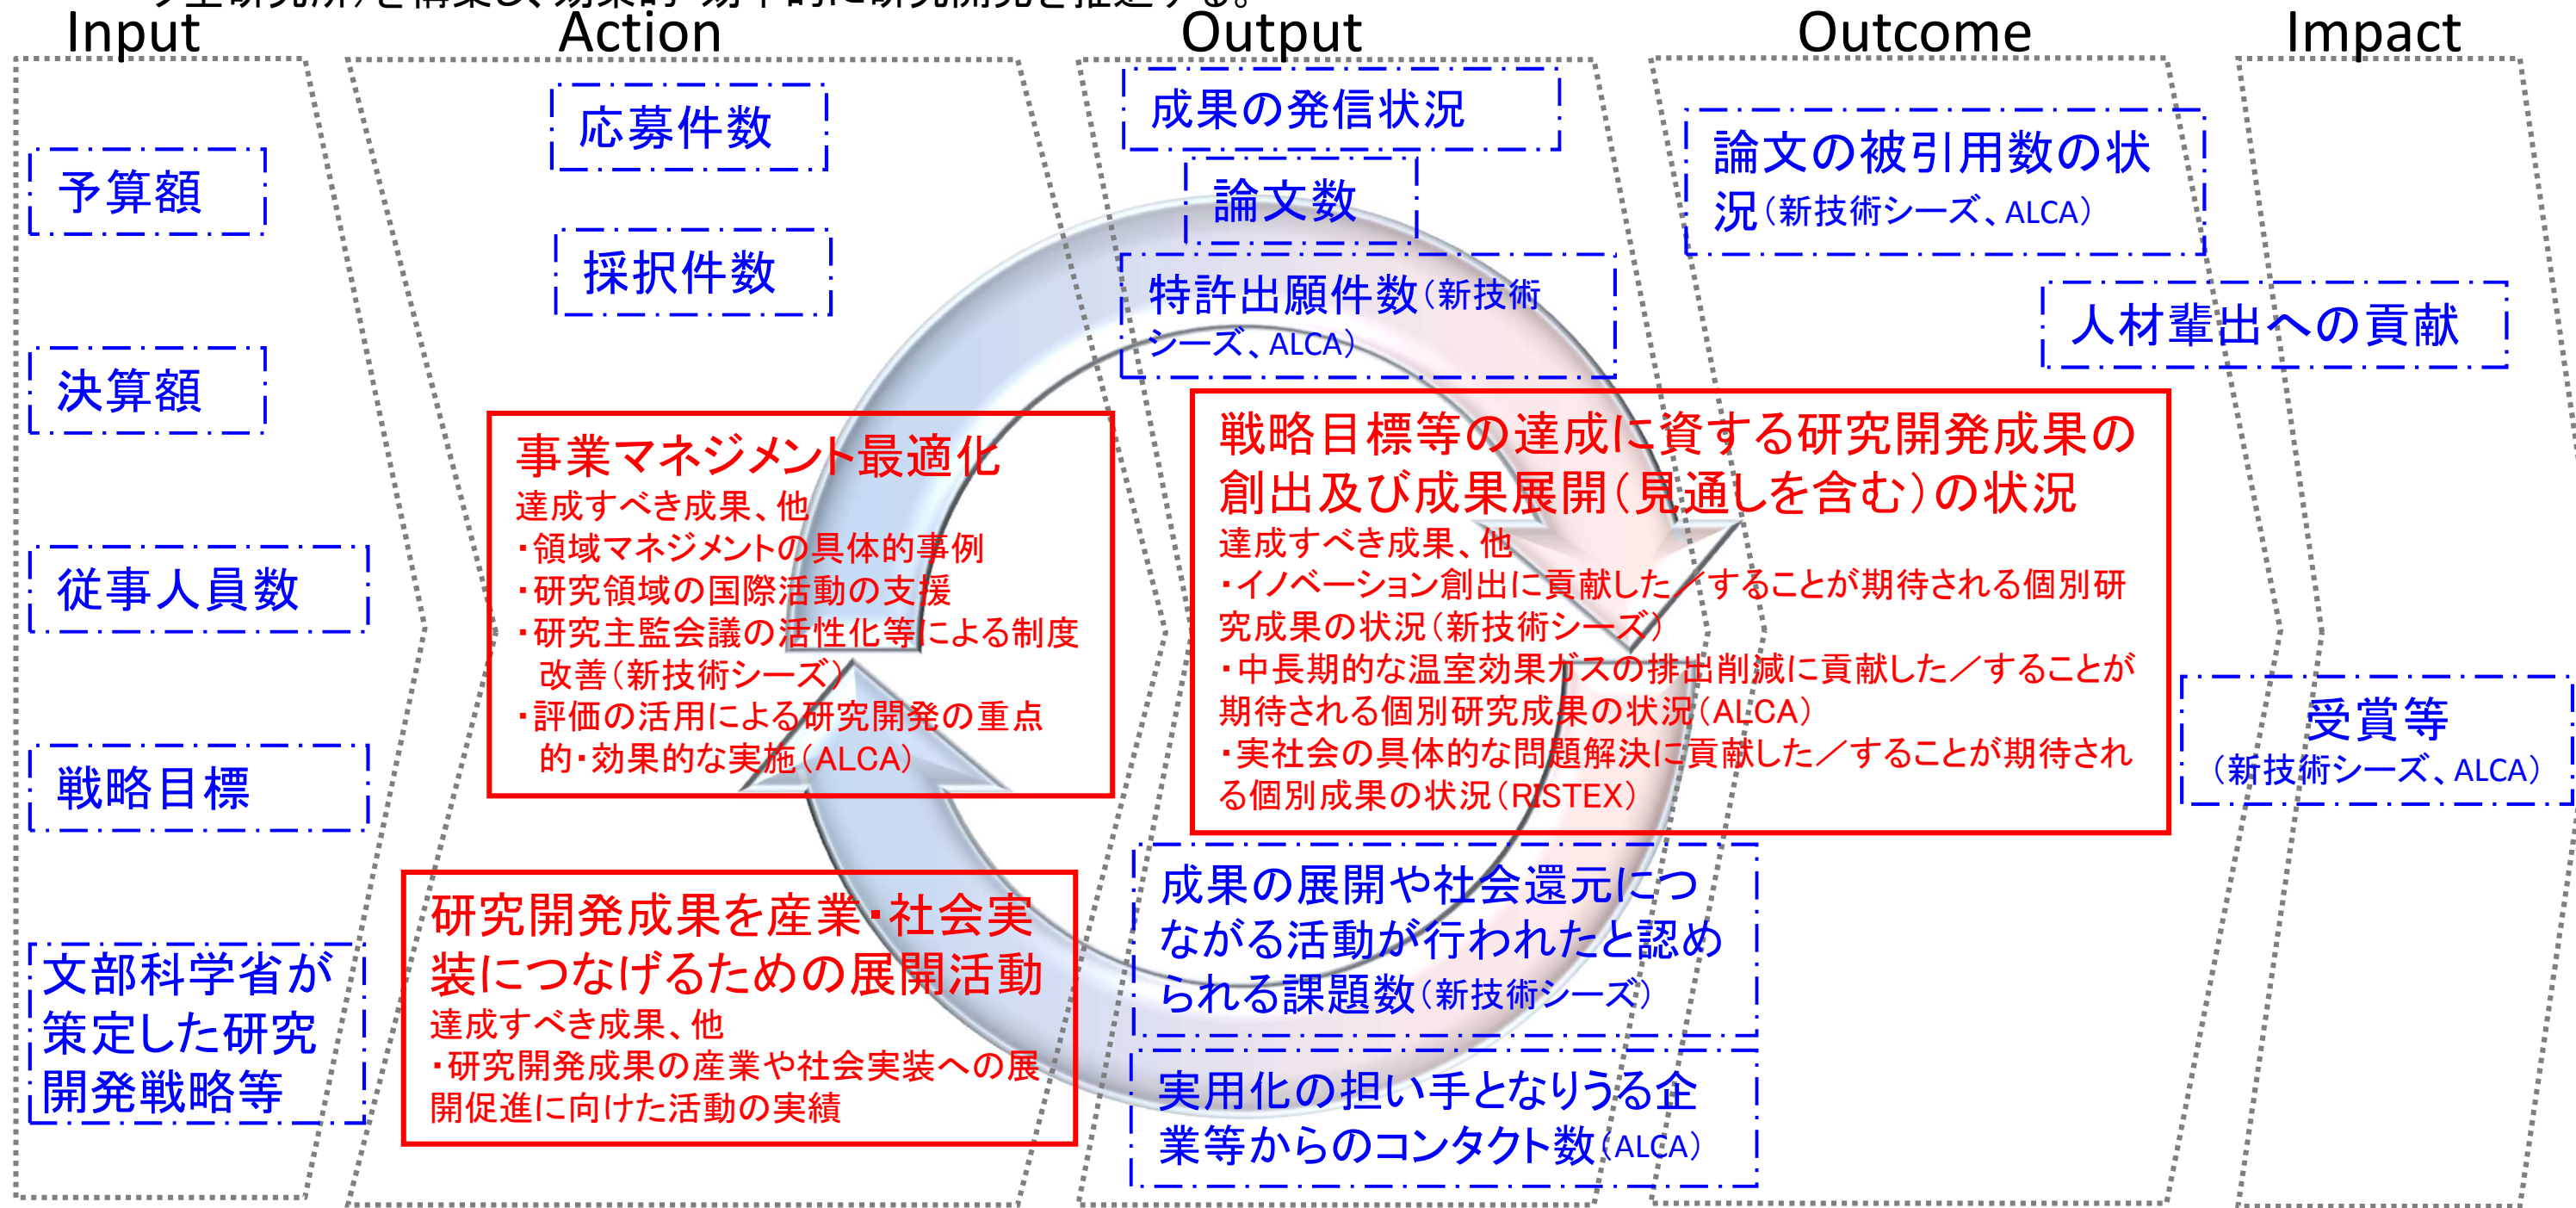 Input
Action
Output
Outcome
Impact
予算額
決算額
従事人員数
戦略目標
文部科学省が
策定した研究
開発戦略等
応募件数
採択件数
事業マネジメント最適化
達成すべき成果、他
・領域マネジメントの具体的事例
・研究領域の国際活動の支援
・研究主監会議の活性化等による制度
改善(新技術シーズ)
・評価の活用による研究開発の重点
的・効果的な実施(ALCA)
研究開発成果を産業・社会実
装につなげるための展開活動
達成すべき成果、他
・研究開発成果の産業や社会実装への展
開促進に向けた活動の実績
成果の発信状況
論文数
特許出願件数(新技術
シーズ、ALCA)
戦略目標等の達成に資する研究開発成果の
創出及び成果展開(見通しを含む)の状況
達成すべき成果、他
・イノベーション創出に貢献した/することが期待される個別研
究成果の状況(新技術シーズ)
・中長期的な温室効果ガスの排出削減に貢献した/することが
期待される個別研究成果の状況(ALCA)
・実社会の具体的な問題解決に貢献した/することが期待され
る個別成果の状況(RISTEX)
成果の展開や社会還元につ
ながる活動が行われたと認め
られる課題数(新技術シーズ)
実用化の担い手となりうる企
業等からのコンタクト数(ALCA)
論文の被引用数の状
況(新技術シーズ、ALCA)
人材輩出への貢献
受賞等
(新技術シーズ、ALCA)